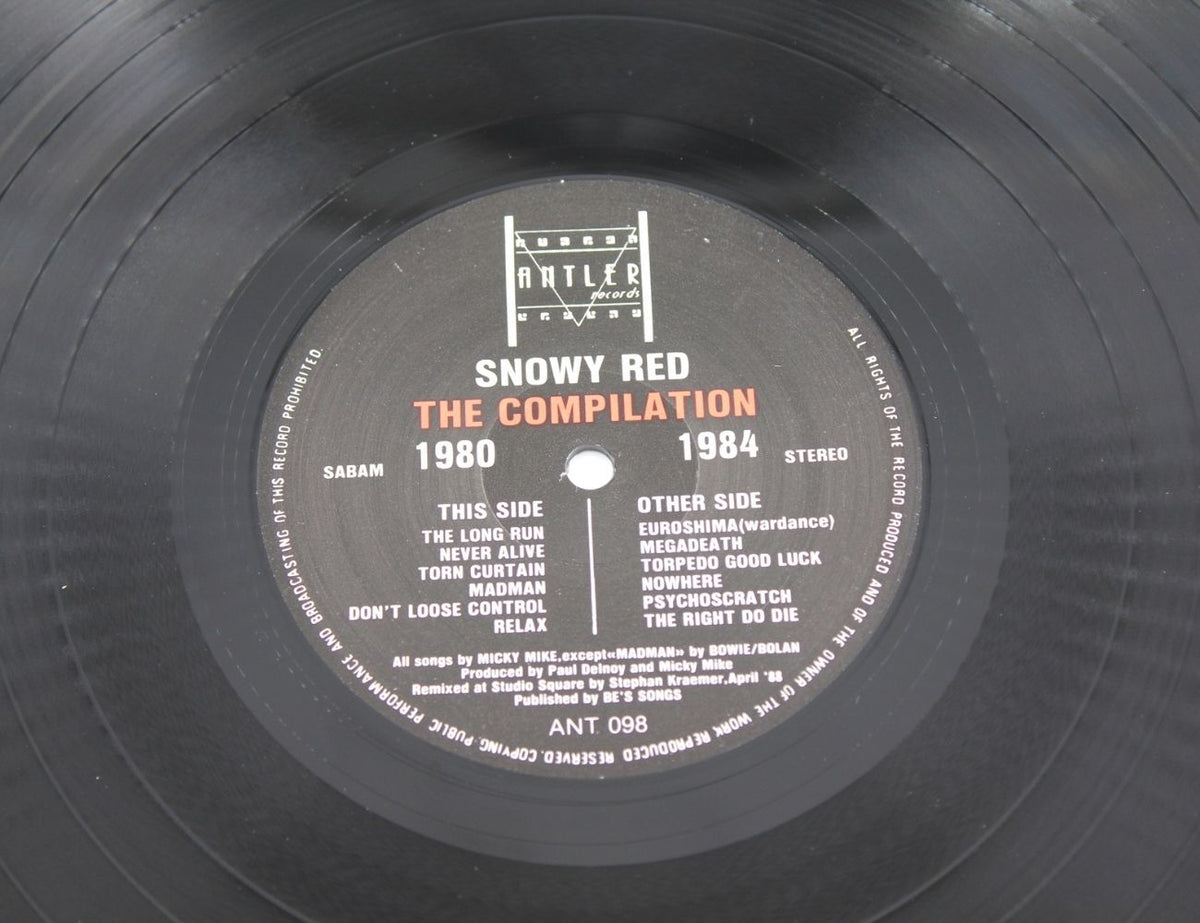 ANTLER
records
SNOWY RED
THE COMPILATION
1980 1984
SABAM STEREO
THIS SIDE
THE LONG RUN
NEVER ALIVE
TORN CURTAIN
MADMAN
DON'T LOOSE CONTROL
RELAX
OTHER SIDE
EUROSHIMA(wardance)
MEGADEATH
TORPEDO GOOD LUCK
NOWHERE
PSYCHOSCRATCH
THE RIGHT DO DIE
All songs by MICKY MIKE,except«MADMAN» by BOWIE/BOLAN
Produced by Paul Delnoy and Micky Mike
Remixed at Studio Square by Stephan Kraemer,April '88
Published by BE'S SONGS
ANT. 098
ALL RIGHTS OF THE RECORD PRODUCED AND OF THE OWNER OF THE WORK REPRODUCED RESERVED. COPYING, PUBLIC PERFORMANCE AND BROADCASTING OF THIS RECORD PROHIBITED.